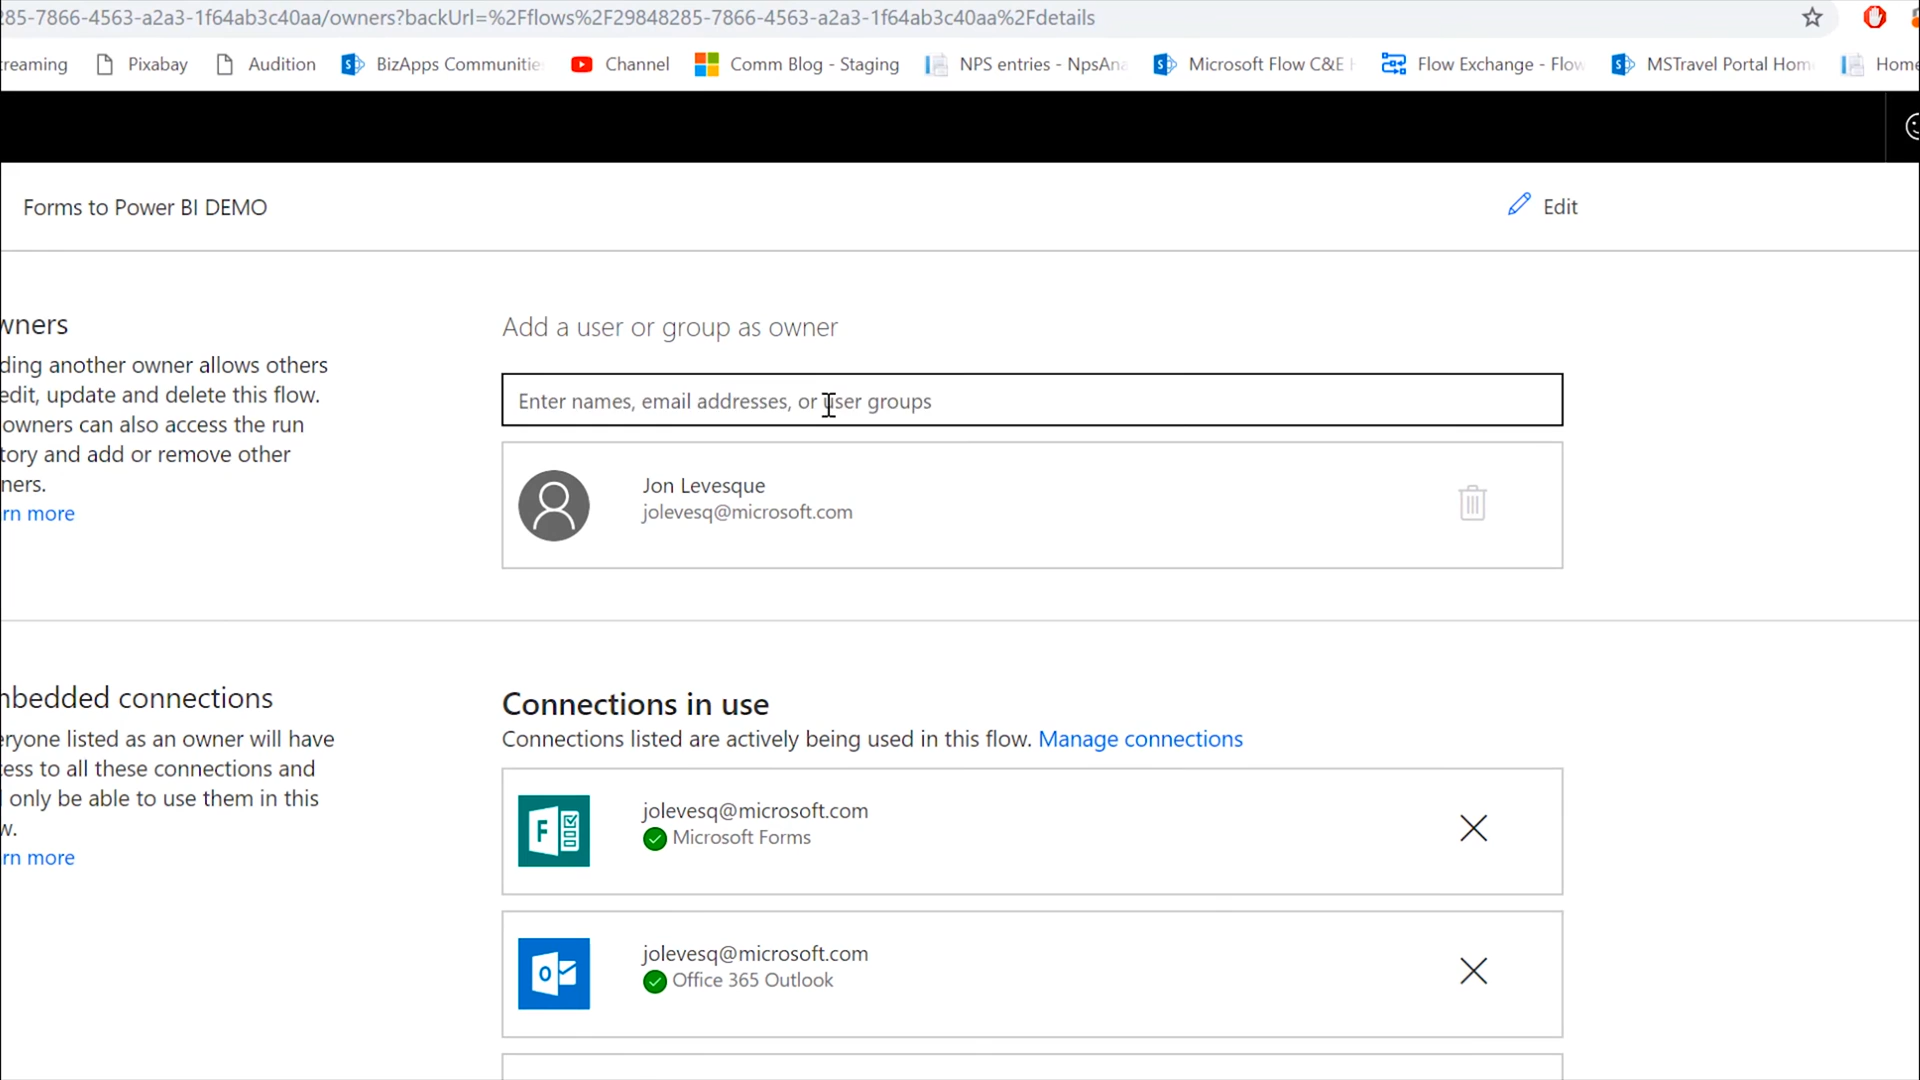 285-7866-4563-a2a3-1f64ab3c40aa/owners?backUrl=%2Fflows%2F29848285-7866-4563-a2a3-1f64ab3c40aa%2Fdetails
reaming Pixabay Audition BizApps Communitie Channel Comm Blog - Staging NPS entries - NpsAna Microsoft Flow C&E Flow Exchange - Flow MSTravel Portal Hom Home
Forms to Power BI DEMO
Edit
wners
ding another owner allows others
edit, update and delete this flow.
owners can also access the run
tory and add or remove other
ners.
rn more
Add a user or group as owner
Enter names, email addresses, or user groups
Jon Levesque
jolevesq@microsoft.com
nbedded connections
eryone listed as an owner will have
ess to all these connections and
l only be able to use them in this
w.
rn more
Connections in use
Connections listed are actively being used in this flow. Manage connections
jolevesq@microsoft.com
Microsoft Forms
jolevesq@microsoft.com
Office 365 Outlook